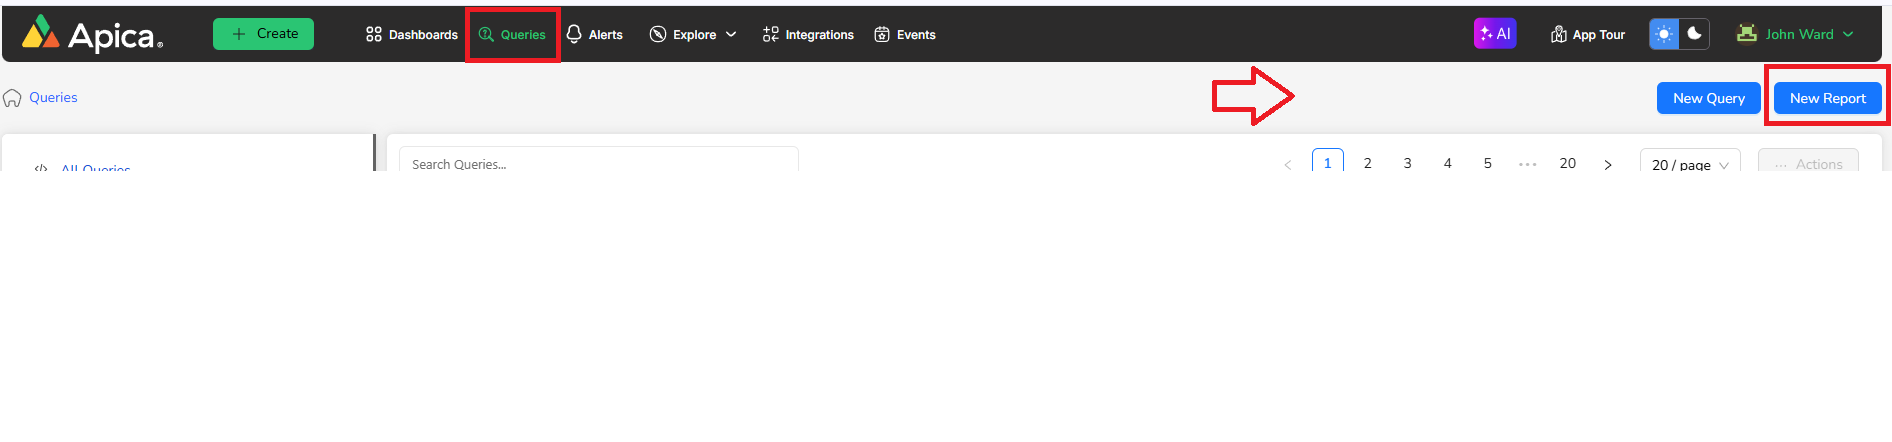 Apica® Create Dashboards Queries Alerts Explore Integrations Events AI App Tour John Ward
Queries New Query New Report
All Queries Search Queries... 1 2 3 4 5 ••• 20 20 / page ··· Actions